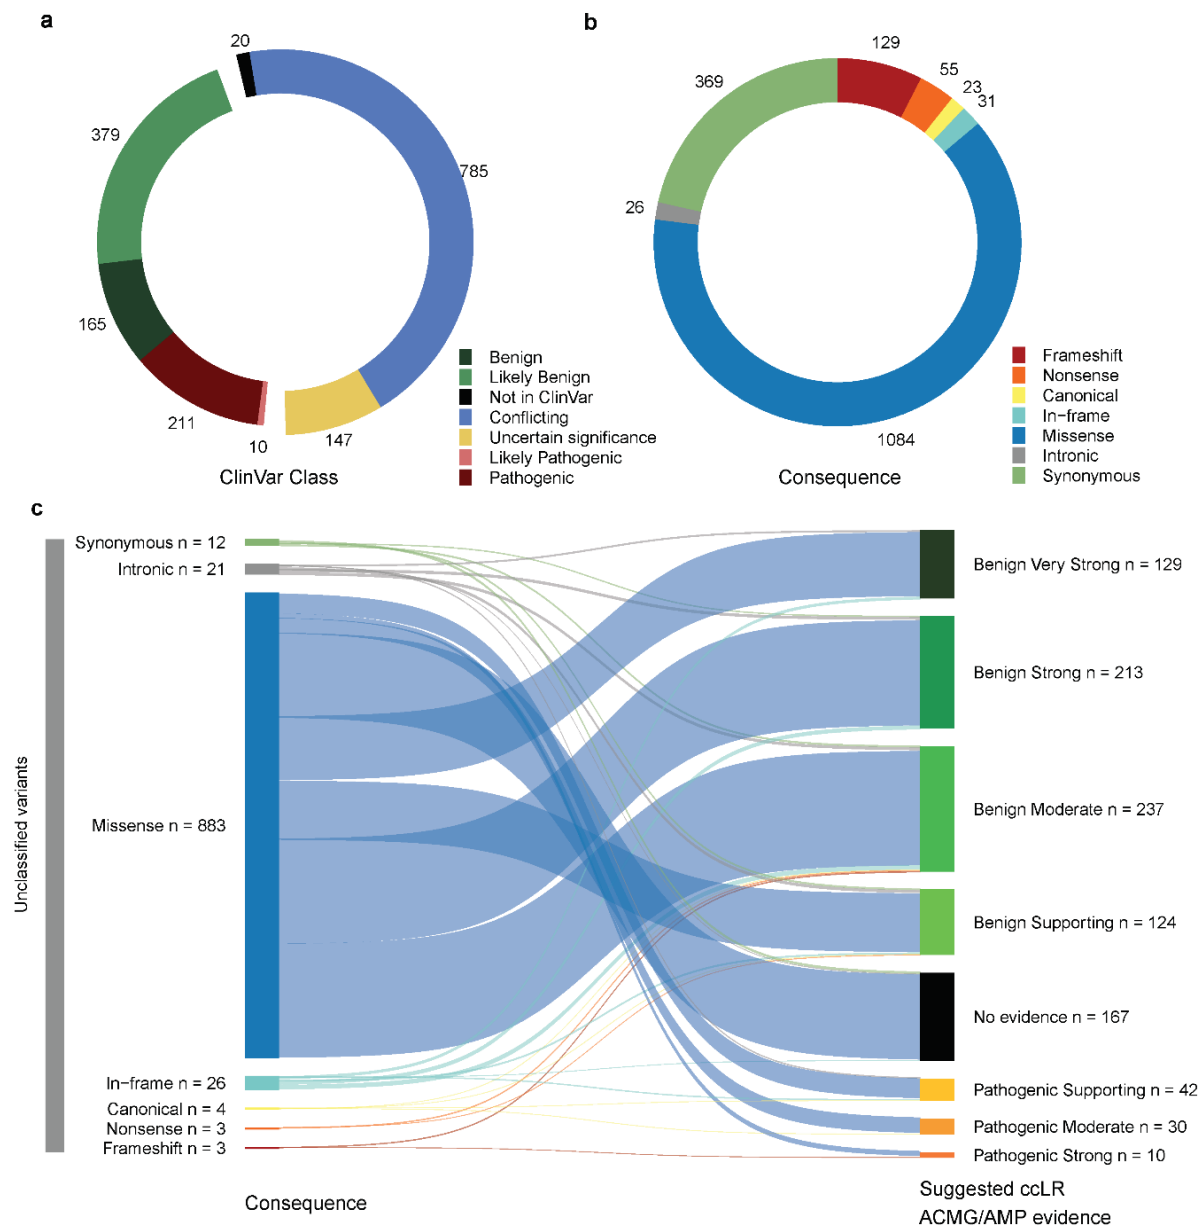 a
20
785
379
165
211
10
147
Benign
Likely Benign
Not in ClinVar
Conflicting
Uncertain significance
Likely Pathogenic
Pathogenic
ClinVar Class
b
129
55
23
31
369
26
1084
Frameshift
Nonsense
Canonical
In-frame
Missense
Intronic
Synonymous
Consequence
c
Unclassified variants
Synonymous n = 12
Intronic n = 21
Missense n = 883
In-frame n = 26
Canonical n = 4
Nonsense n = 3
Frameshift n = 3
Consequence
Benign Very Strong n = 129
Benign Strong n = 213
Benign Moderate n = 237
Benign Supporting n = 124
No evidence n = 167
Pathogenic Supporting n = 42
Pathogenic Moderate n = 30
Pathogenic Strong n = 10
Suggested ccLR
ACMG/AMP evidence